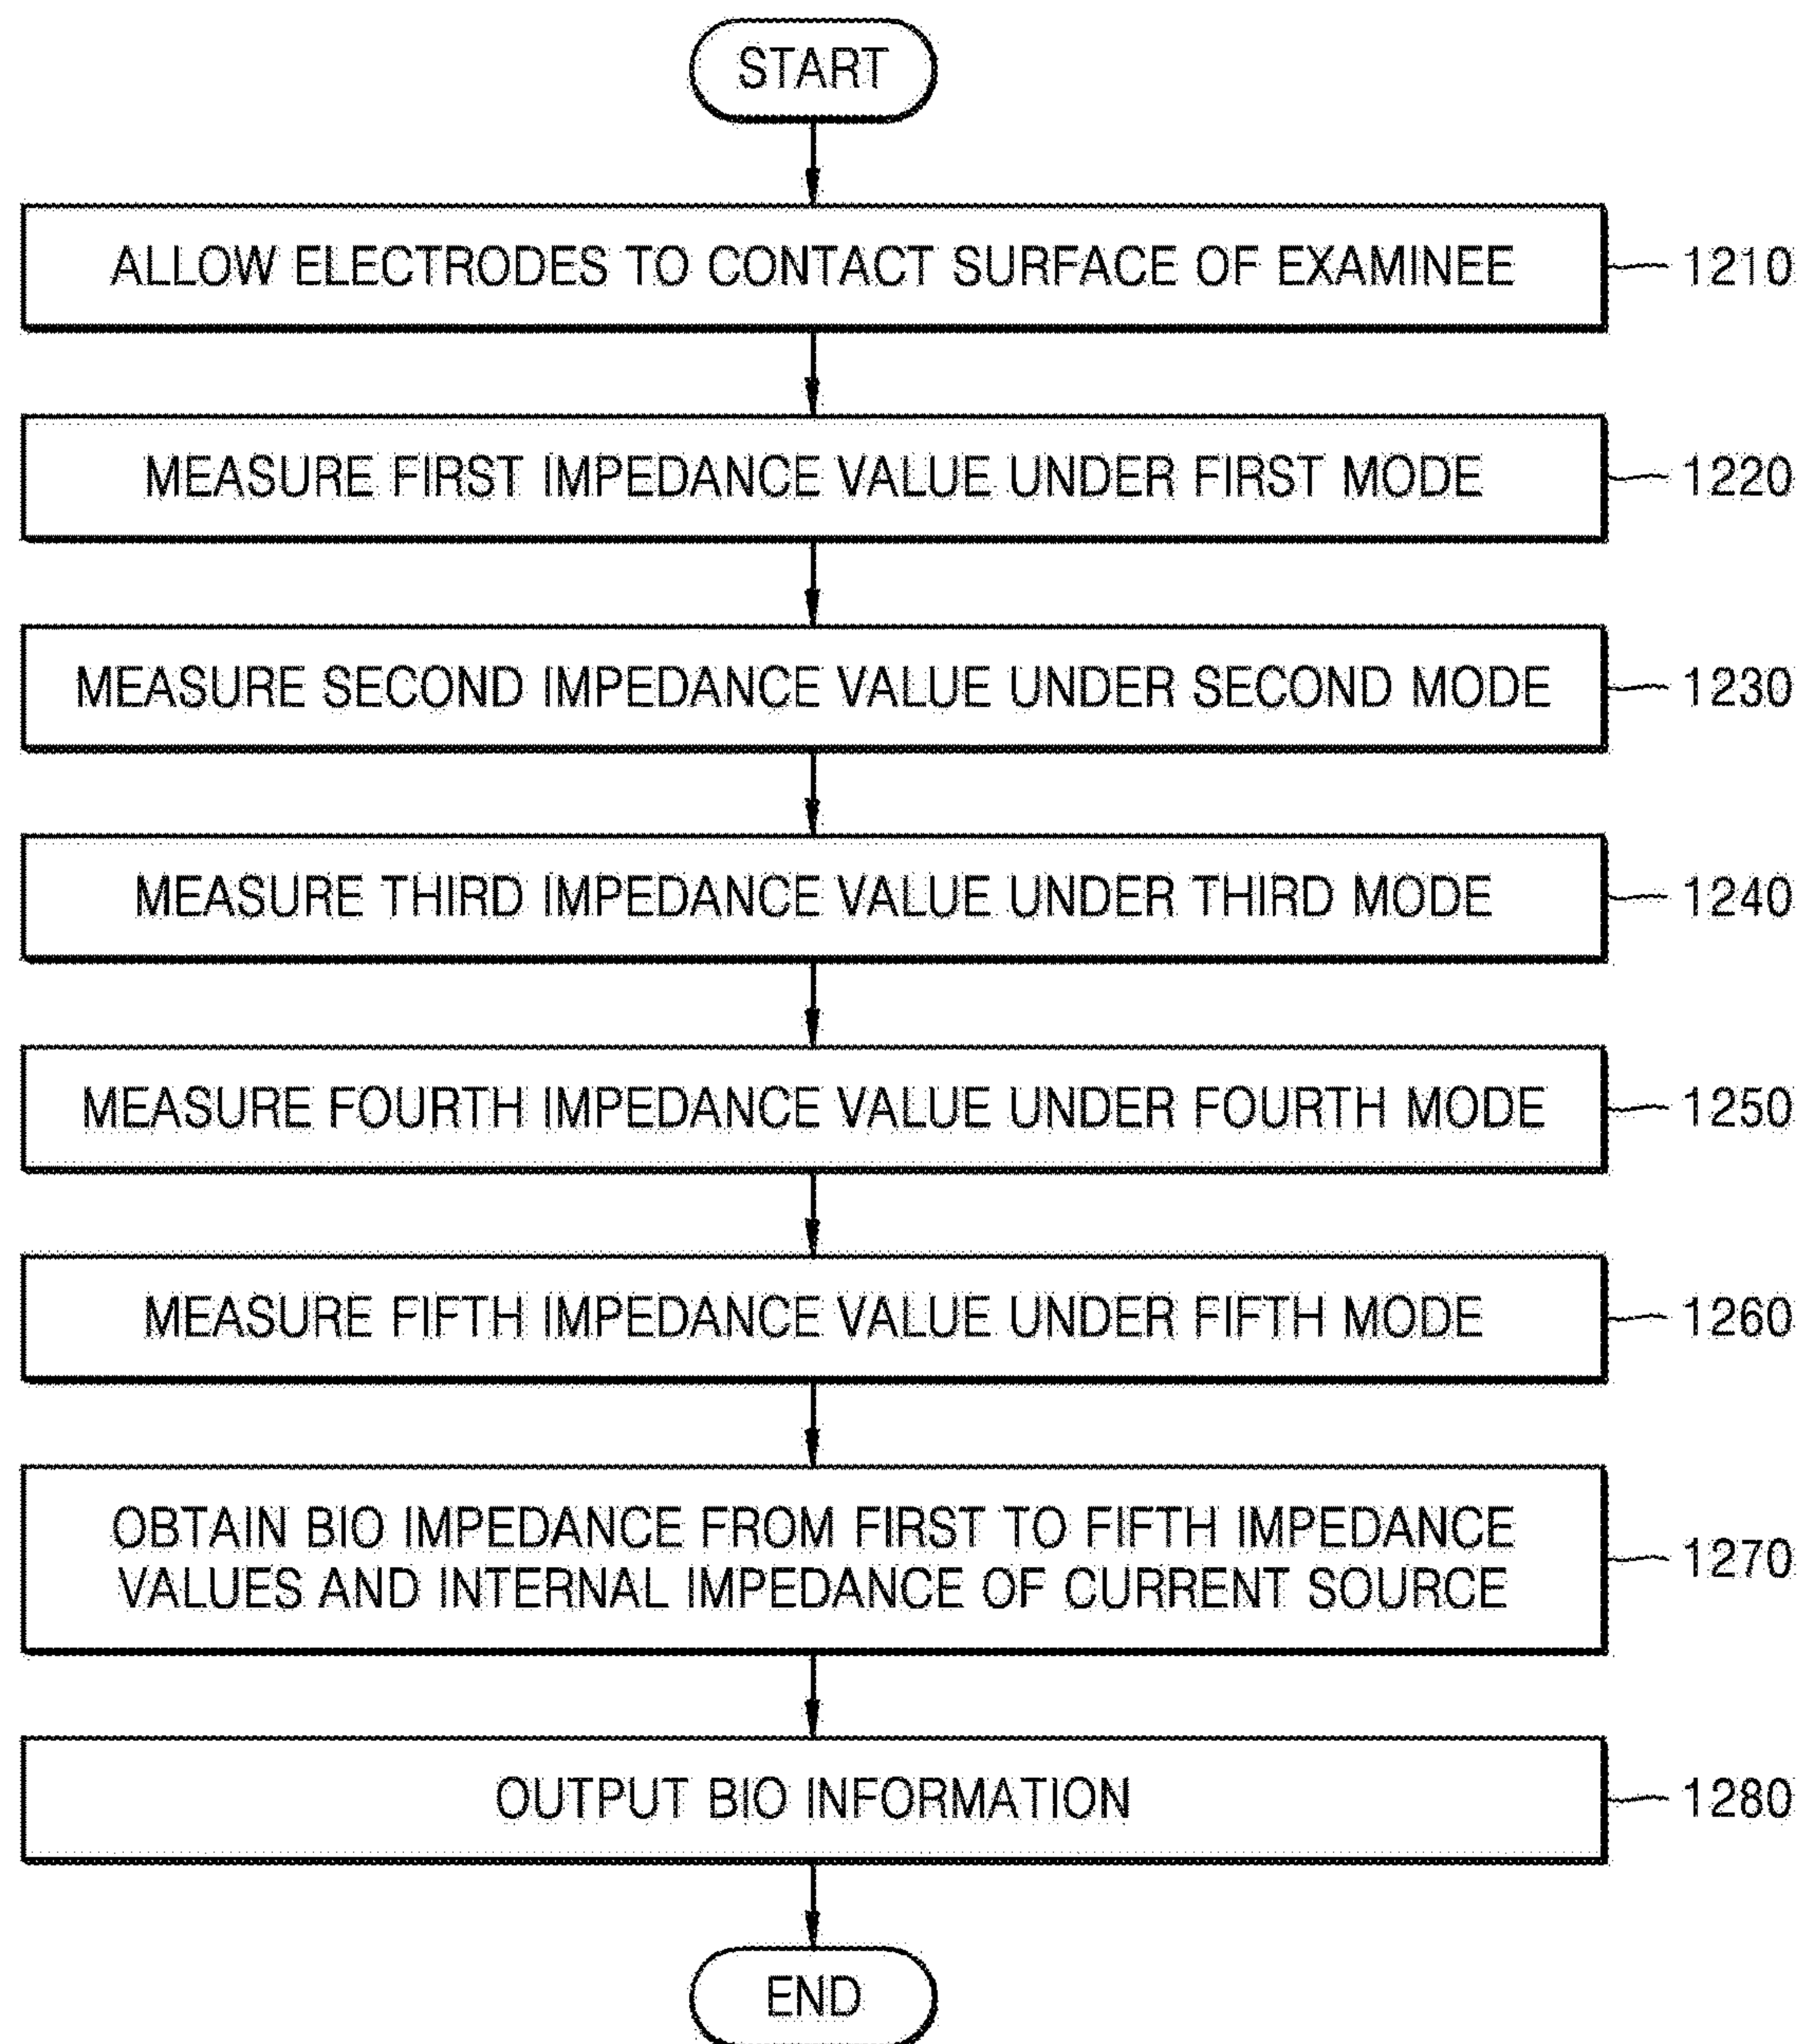 START
ALLOW ELECTRODES TO CONTACT SURFACE OF EXAMINEE
1210
MEASURE FIRST IMPEDANCE VALUE UNDER FIRST MODE
1220
MEASURE SECOND IMPEDANCE VALUE UNDER SECOND MODE
1230
MEASURE THIRD IMPEDANCE VALUE UNDER THIRD MODE
1240
MEASURE FOURTH IMPEDANCE VALUE UNDER FOURTH MODE
1250
MEASURE FIFTH IMPEDANCE VALUE UNDER FIFTH MODE
1260
OBTAIN BIO IMPEDANCE FROM FIRST TO FIFTH IMPEDANCE
VALUES AND INTERNAL IMPEDANCE OF CURRENT SOURCE
1270
OUTPUT BIO INFORMATION
1280
END